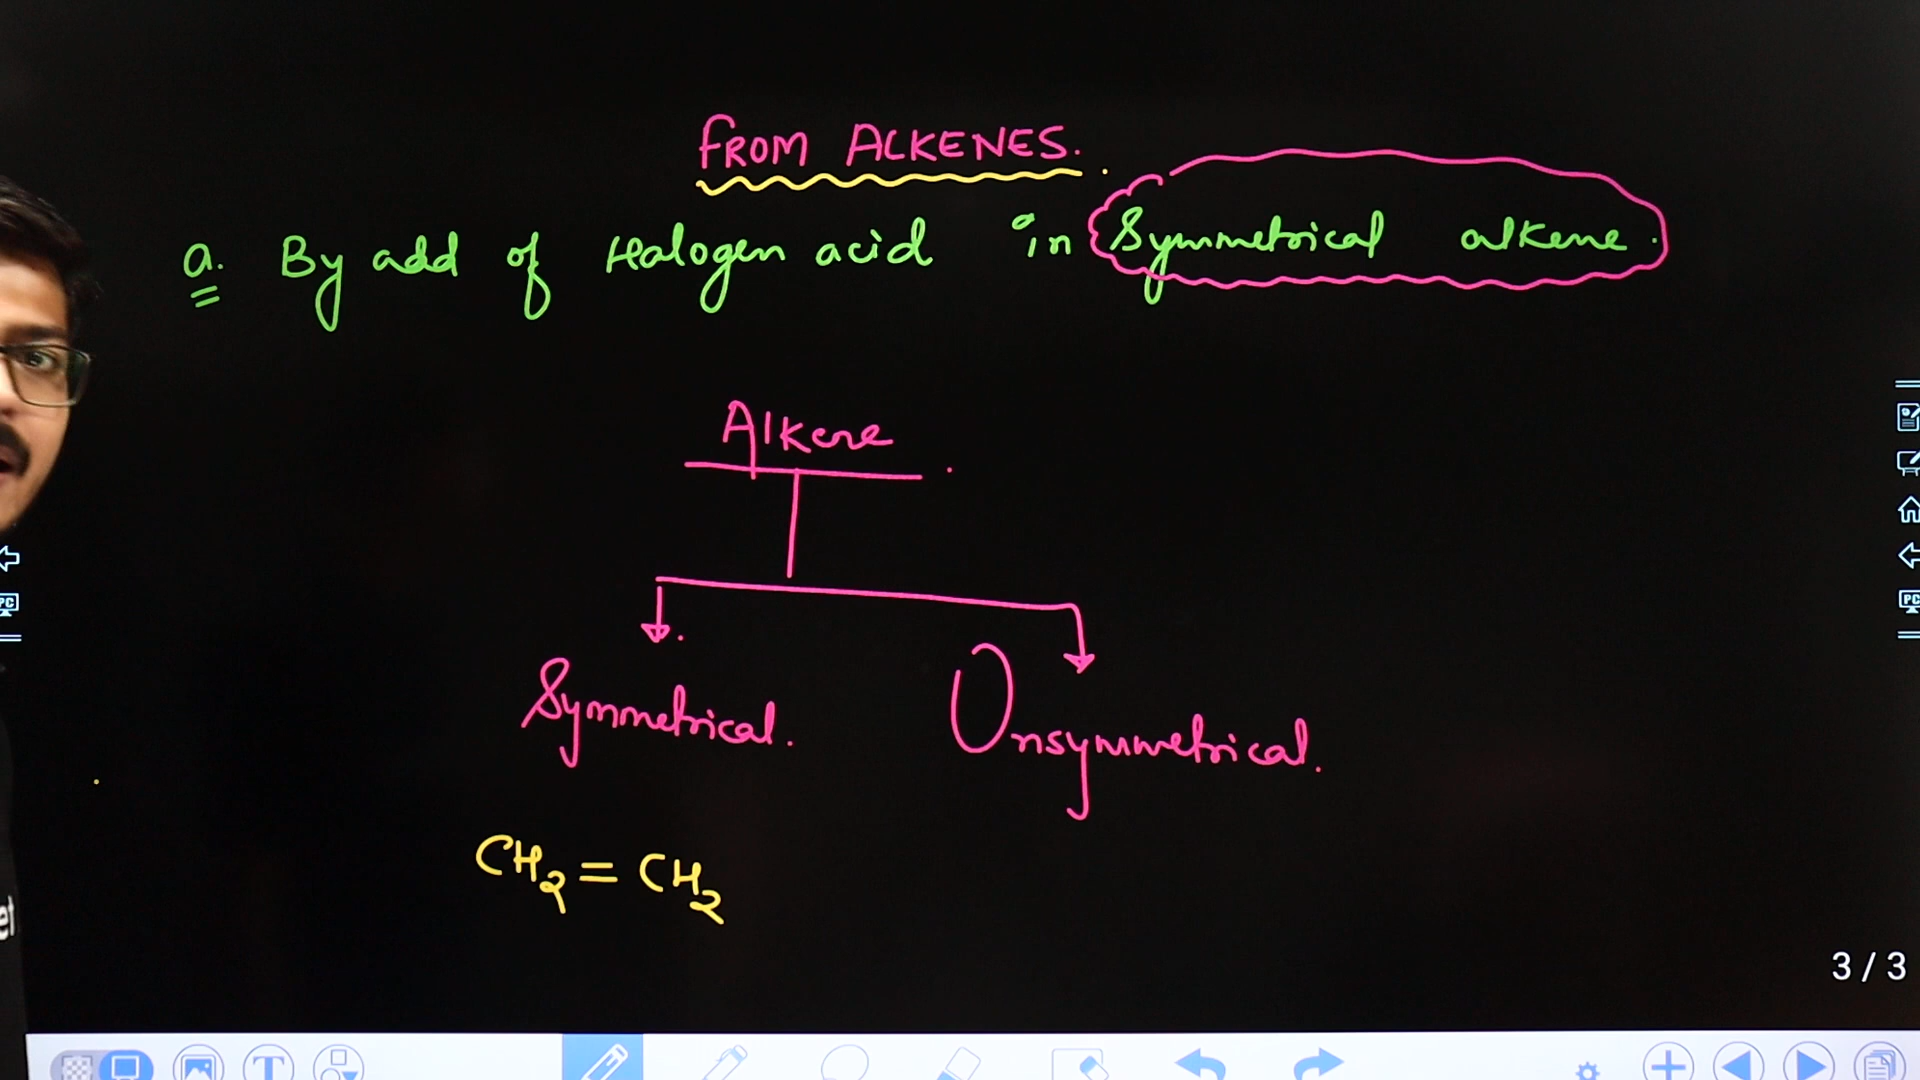 FROM ALKENES.
a. By add of Halogen acid in Symmetrical alkene.
Alkene
Symmetrical. Unsymmetrical.
CH₂ = CH₂
3 / 3